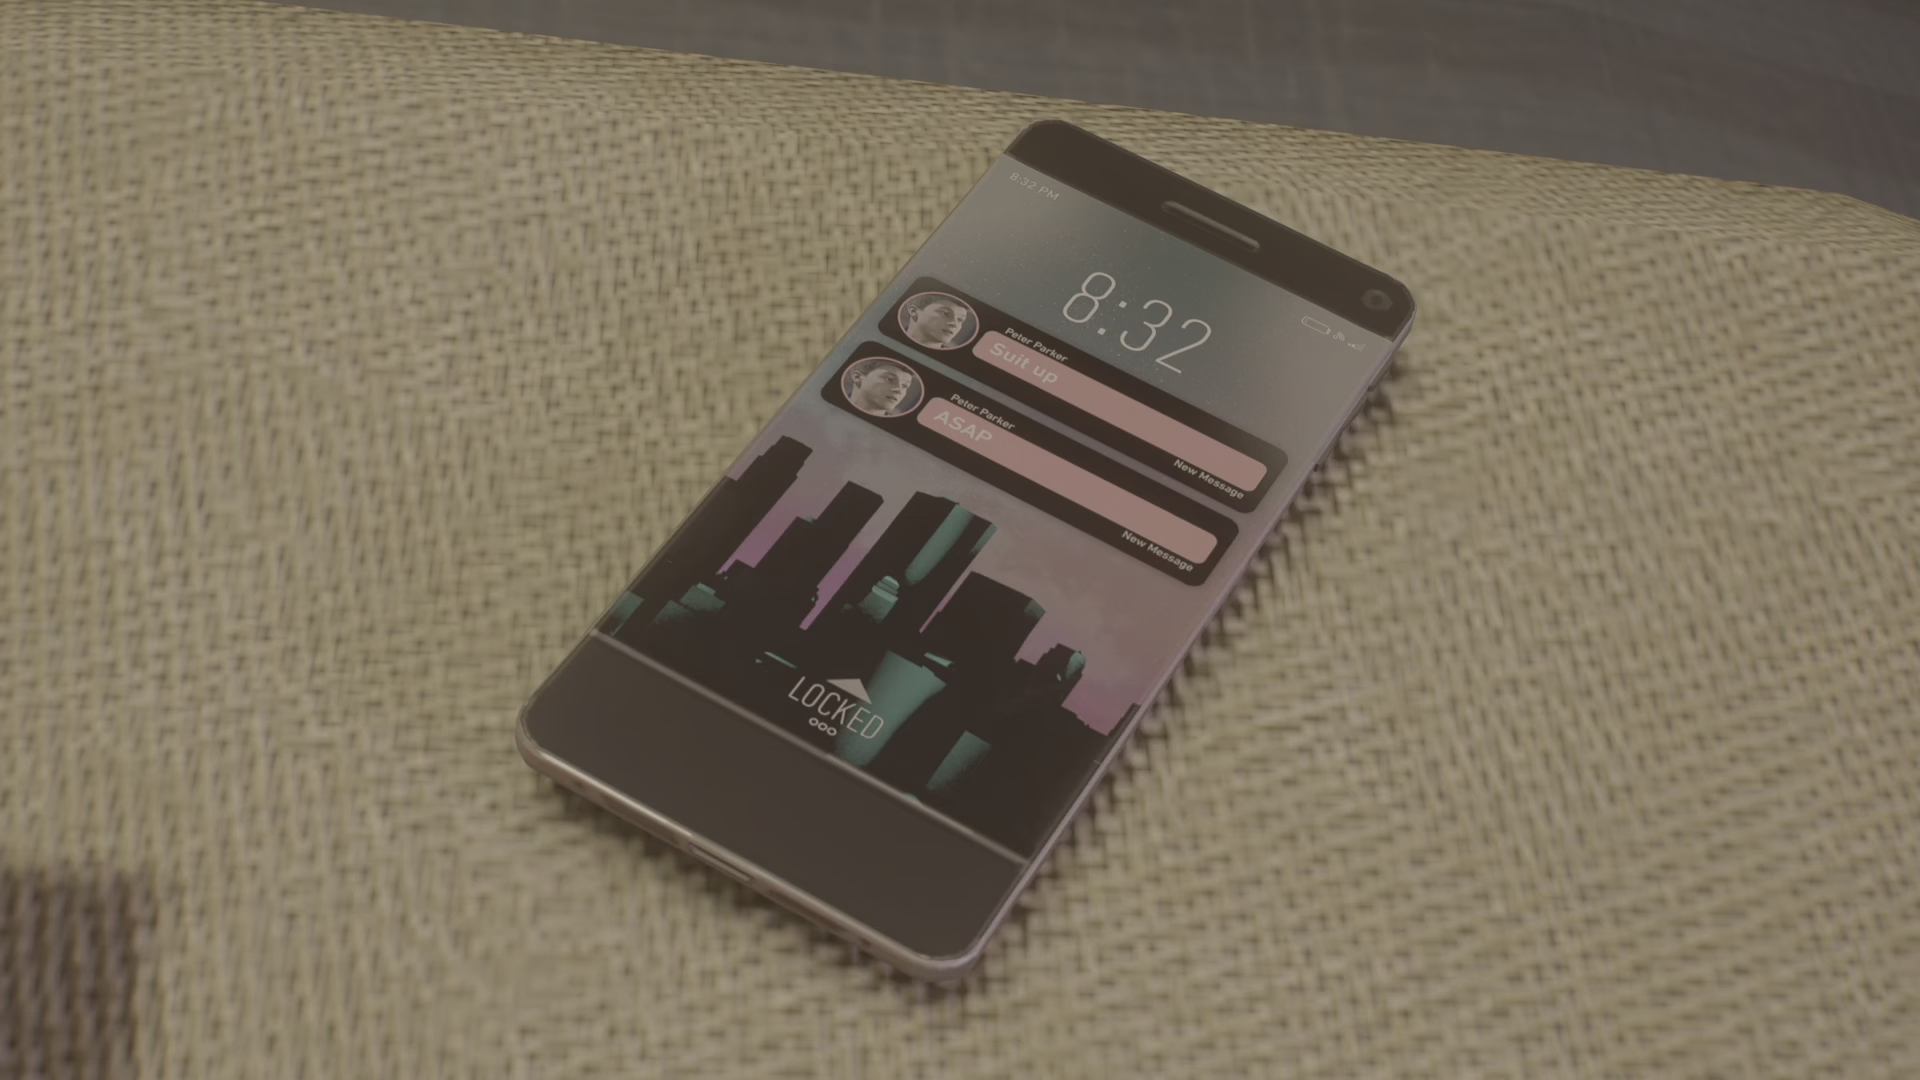 8:32 PM
8:32
Peter Parker
Suit up
New Message
Peter Parker
ASAP
New Message
LOCKED